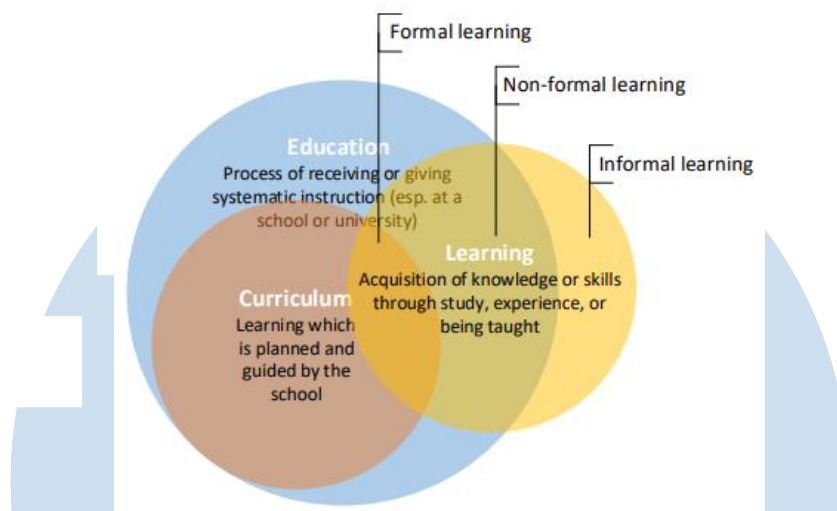 Formal learning
Non-formal learning
Informal learning
Education
Process of receiving or giving
systematic instruction (esp. at a
school or university)
Learning
Acquisition of knowledge or skills
through study, experience, or
being taught
Curriculum
Learning which
is planned and
guided by the
school